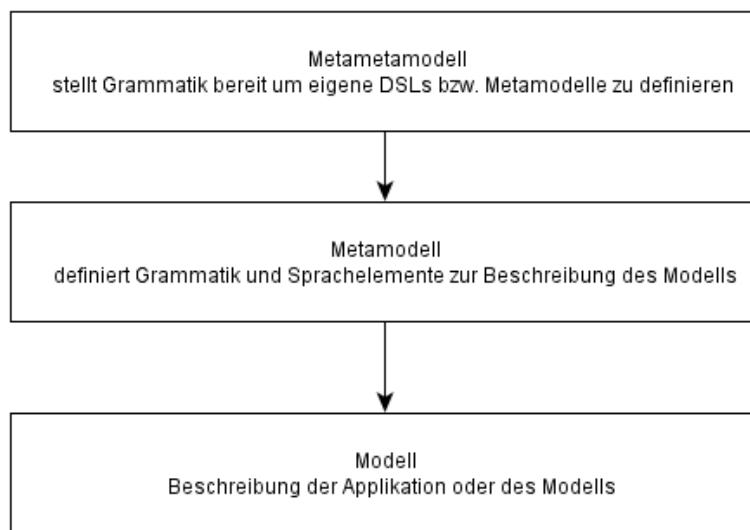 Metametamodell
stellt Grammatik bereit um eigene DSLs bzw. Metamodelle zu definieren
Metamodell
definiert Grammatik und Sprachelemente zur Beschreibung des Modells
Modell
Beschreibung der Applikation oder des Modells